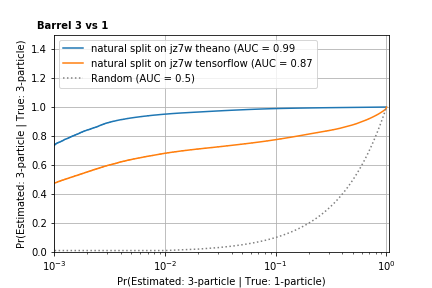 Barrel 3 vs 1
natural split on jz7w theano (AUC = 0.99
natural split on jz7w tensorflow (AUC = 0.87
Random (AUC = 0.5)
Pr(Estimated: 3-particle | True: 3-particle)
1.4
1.2
1.0
0.8
0.6
0.4
0.2
0.0
10⁻³
10⁻²
10⁻¹
10⁰
Pr(Estimated: 3-particle | True: 1-particle)